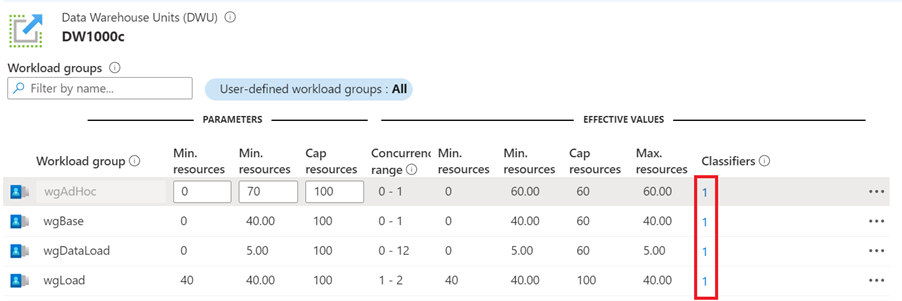 Data Warehouse Units (DWU)
DW1000c
Workload groups
Filter by name...
User-defined workload groups : All
PARAMETERS EFFECTIVE VALUES
Workload group Min. resources Min. resources Cap resources Concurrenc range Min. resources Min. resources Cap resources Max. resources Classifiers
wgAdHoc 0 70 100 0 - 1 0 60.00 60 60.00 1
wgBase 0 40.00 100 0 - 1 0 40.00 60 40.00 1
wgDataLoad 0 5.00 100 0 - 12 0 5.00 60 5.00 1
wgLoad 40 40.00 100 1 - 2 40 40.00 100 40.00 1